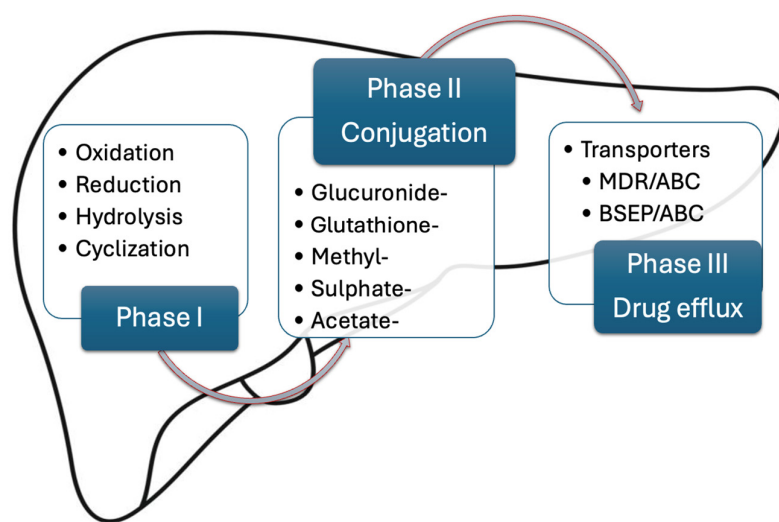 • Oxidation
• Reduction
• Hydrolysis
• Cyclization
Phase I
Phase II
Conjugation
• Glucuronide-
• Glutathione-
• Methyl-
• Sulphate-
• Acetate-
• Transporters
• MDR/ABC
• BSEP/ABC
Phase III
Drug efflux